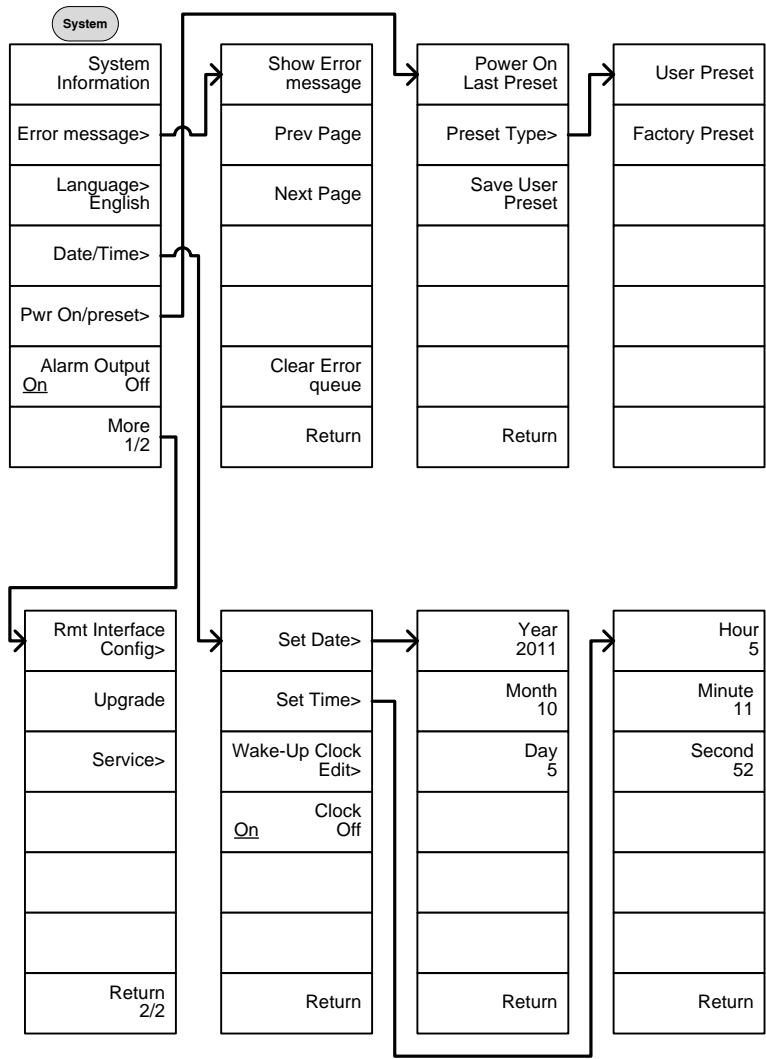 System
System
Information
Error message>
Language>
English
Date/Time>
Pwr On/preset>
Alarm Output
On Off
More
1/2
Show Error
message
Prev Page
Next Page
Clear Error
queue
Return
Power On
Last Preset
Preset Type>
Save User
Preset
Return
User Preset
Factory Preset
Rmt Interface
Config>
Upgrade
Service>
Return
2/2
Set Date>
Set Time>
Wake-Up Clock
Edit>
Clock
On Off
Return
Year
2011
Month
10
Day
5
Return
Hour
5
Minute
11
Second
52
Return